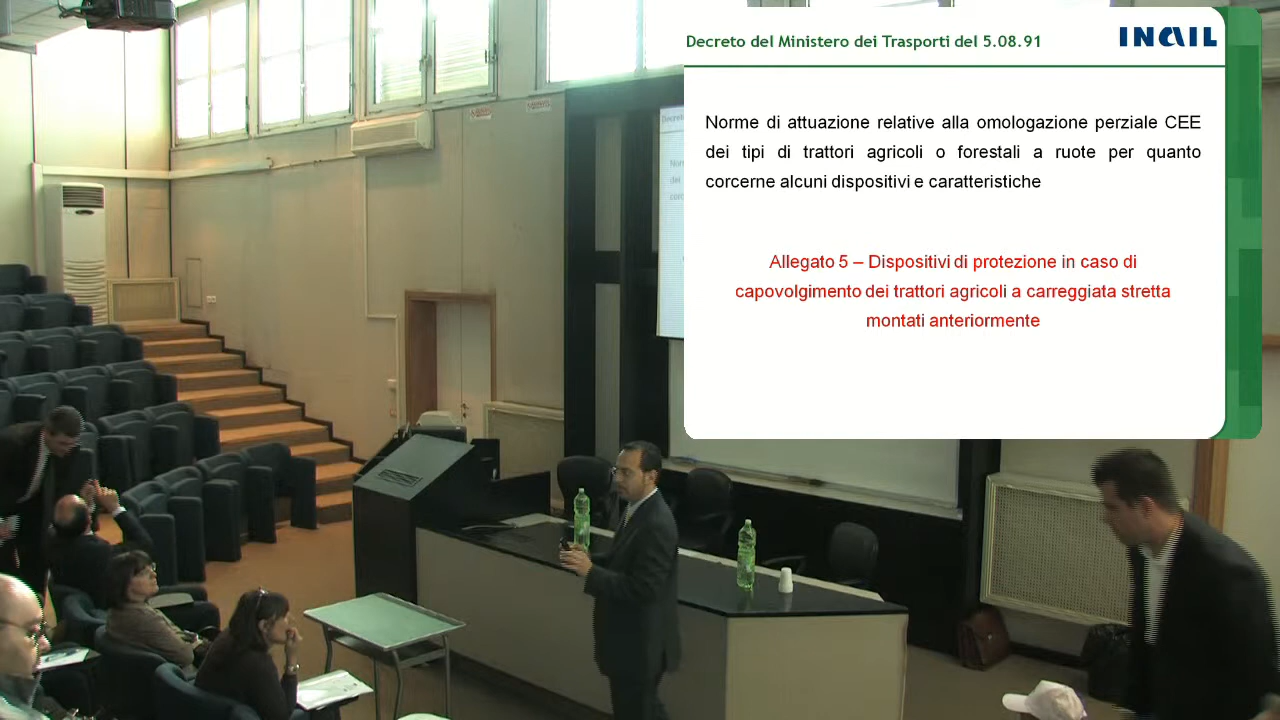 Decreto del Ministero dei Trasporti del 5.08.91
INAIL
Norme di attuazione relative alla omologazione perziale CEE
dei tipi di trattori agricoli o forestali a ruote per quanto
corcerne alcuni dispositivi e caratteristiche
Allegato 5 – Dispositivi di protezione in caso di
capovolgimento dei trattori agricoli a carreggiata stretta
montati anteriormente